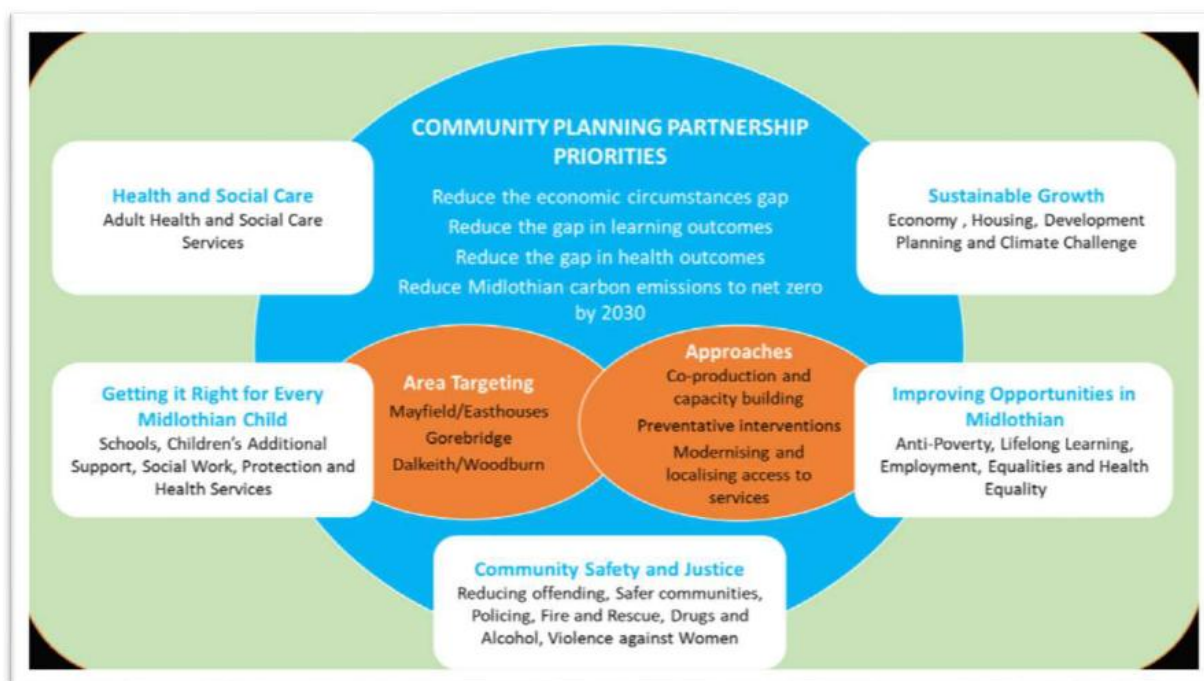 COMMUNITY PLANNING PARTNERSHIP
PRIORITIES
Reduce the economic circumstances gap
Reduce the gap in learning outcomes
Reduce the gap in health outcomes
Reduce Midlothian carbon emissions to net zero
by 2030
Health and Social Care
Adult Health and Social Care
Services
Sustainable Growth
Economy , Housing, Development
Planning and Climate Challenge
Getting it Right for Every
Midlothian Child
Schools, Children's Additional
Support, Social Work, Protection and
Health Services
Area Targeting
Mayfield/Easthouses
Gorebridge
Dalkeith/Woodburn
Approaches
Co-production and
capacity building
Preventative interventions
Modernising and
localising access to
services
Improving Opportunities in
Midlothian
Anti-Poverty, Lifelong Learning,
Employment, Equalities and Health
Equality
Community Safety and Justice
Reducing offending, Safer communities,
Policing, Fire and Rescue, Drugs and
Alcohol, Violence against Women